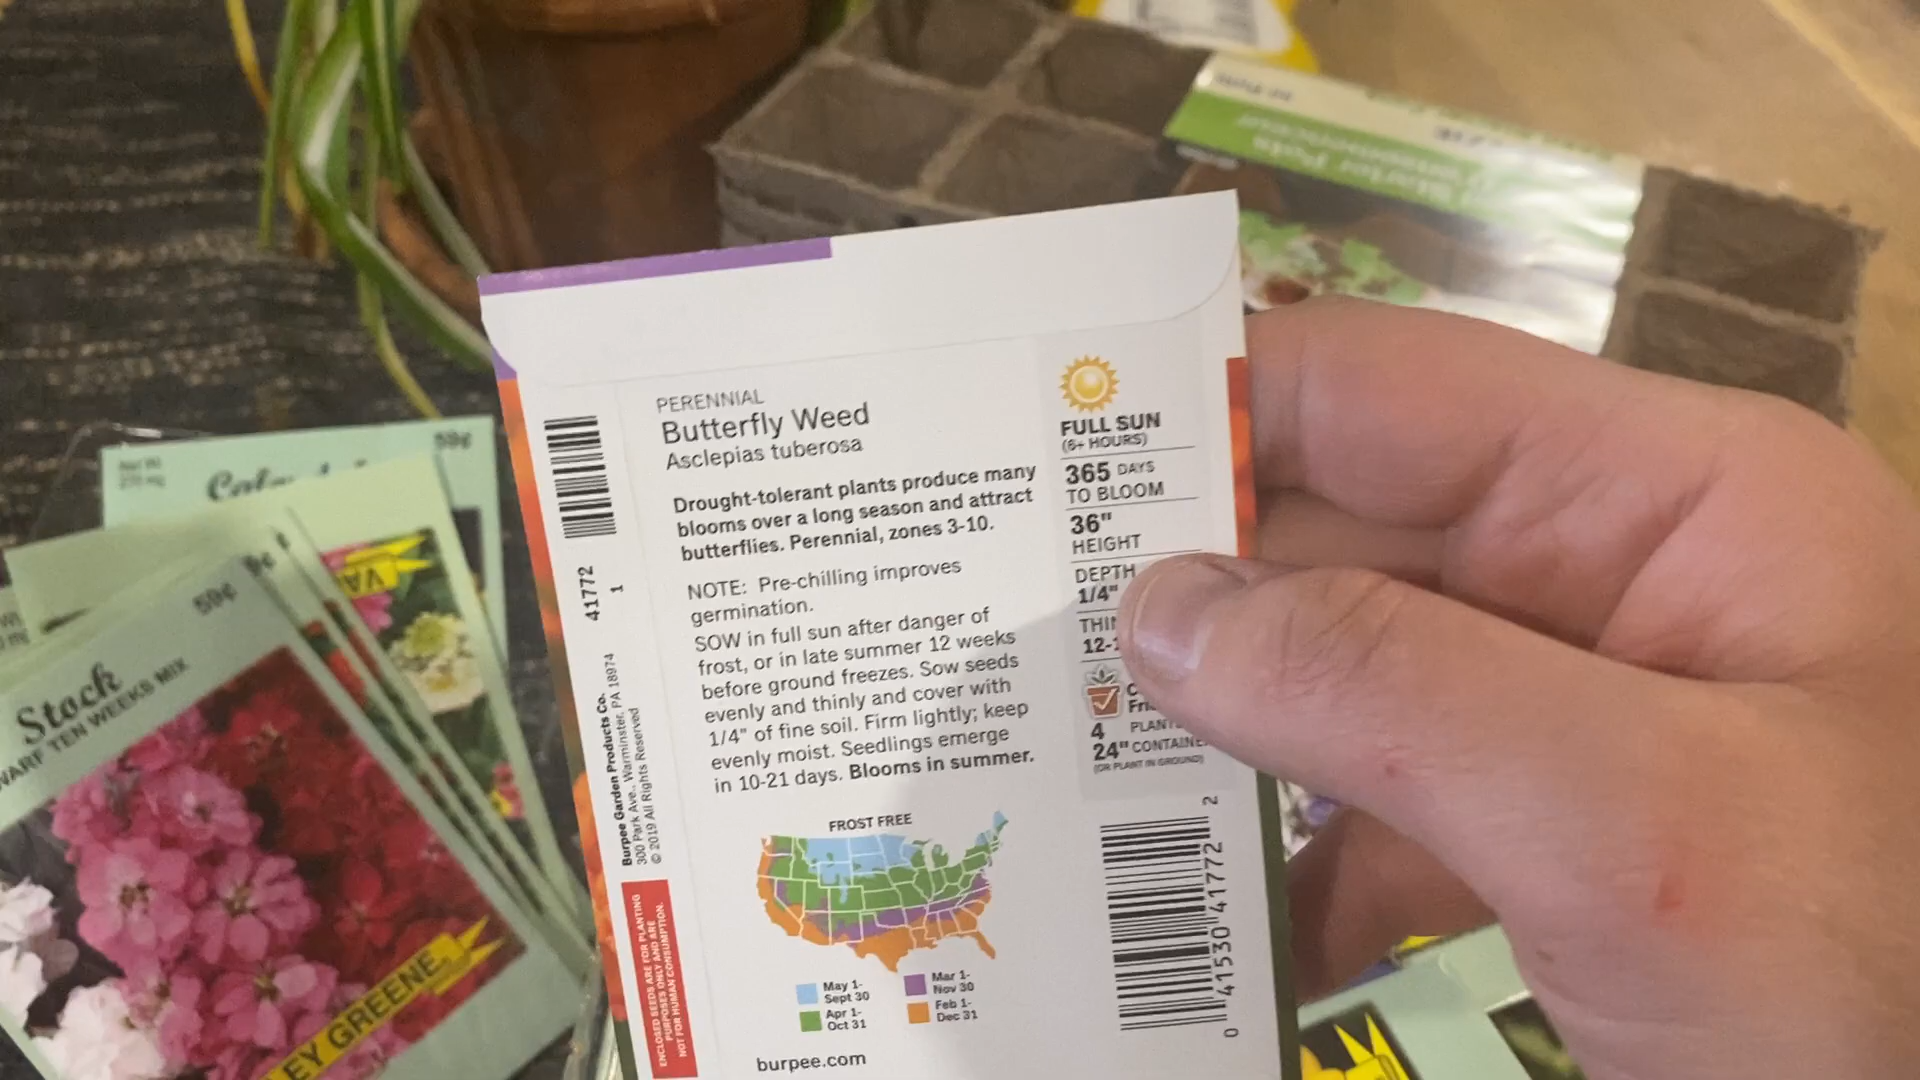 PERENNIAL
Butterfly Weed
Asclepias tuberosa
Drought-tolerant plants produce many
blooms over a long season and attract
butterflies. Perennial, zones 3-10.
NOTE: Pre-chilling improves
germination.
SOW in full sun after danger of
frost, or in late summer 12 weeks
before ground freezes. Sow seeds
evenly and thinly and cover with
1/4" of fine soil. Firm lightly; keep
evenly moist. Seedlings emerge
in 10-21 days. Blooms in summer.
FROST FREE
May 1-
Sept 30
Apr 1-
Oct 31
Mar 1-
Nov 30
Feb 1-
Dec 31
burpee.com
FULL SUN
(6+ HOURS)
365 DAYS
TO BLOOM
36"
HEIGHT
DEPTH
1/4"
4
24"
(OR PLANT IN GROUND)
0 41530 41772 2
41772
1
Burpee Garden Products Co.
300 Park Ave., Warminster, PA 18974
© 2019 All Rights Reserved
ENCLOSED SEEDS ARE FOR PLANTING
PURPOSES ONLY AND ARE
NOT FOR HUMAN CONSUMPTION.
59¢
59¢
Stock
TEN WEEKS MIX
GREENE